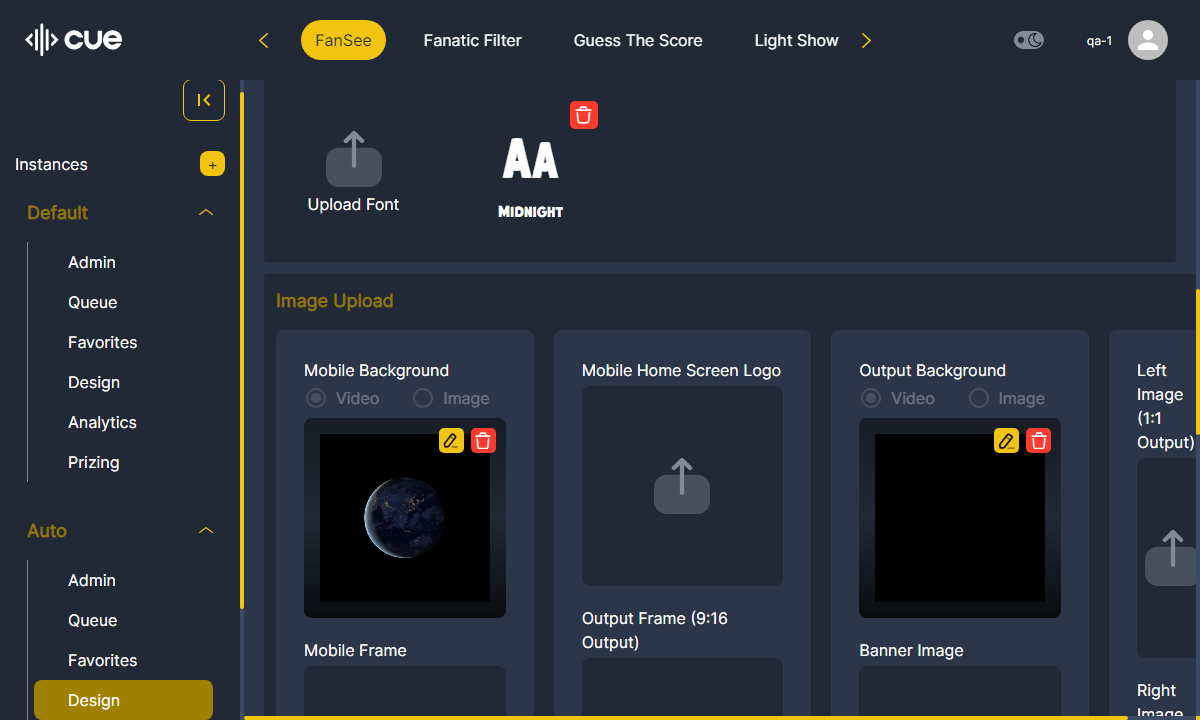 cue
FanSee
Fanatic Filter
Guess The Score
Light Show
qa-1
Instances
+
Default
Admin
Queue
Favorites
Design
Analytics
Prizing
Auto
Admin
Queue
Favorites
Design
Upload Font
AA
MIDNIGHT
Image Upload
Mobile Background
Video
Image
Mobile Frame
Mobile Home Screen Logo
Output Frame (9:16
Output)
Output Background
Video
Image
Banner Image
Left
Image
(1:1
Output)
Right
Image